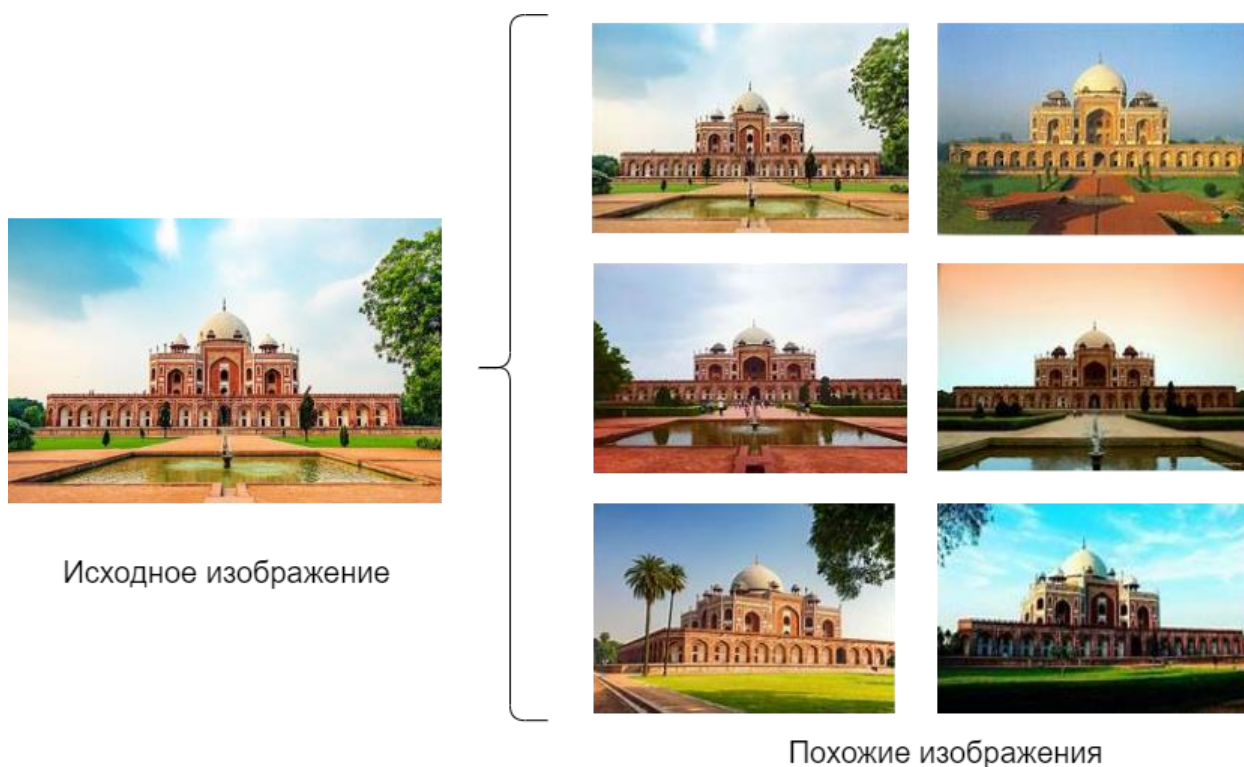 Исходное изображение
Похожие изображения